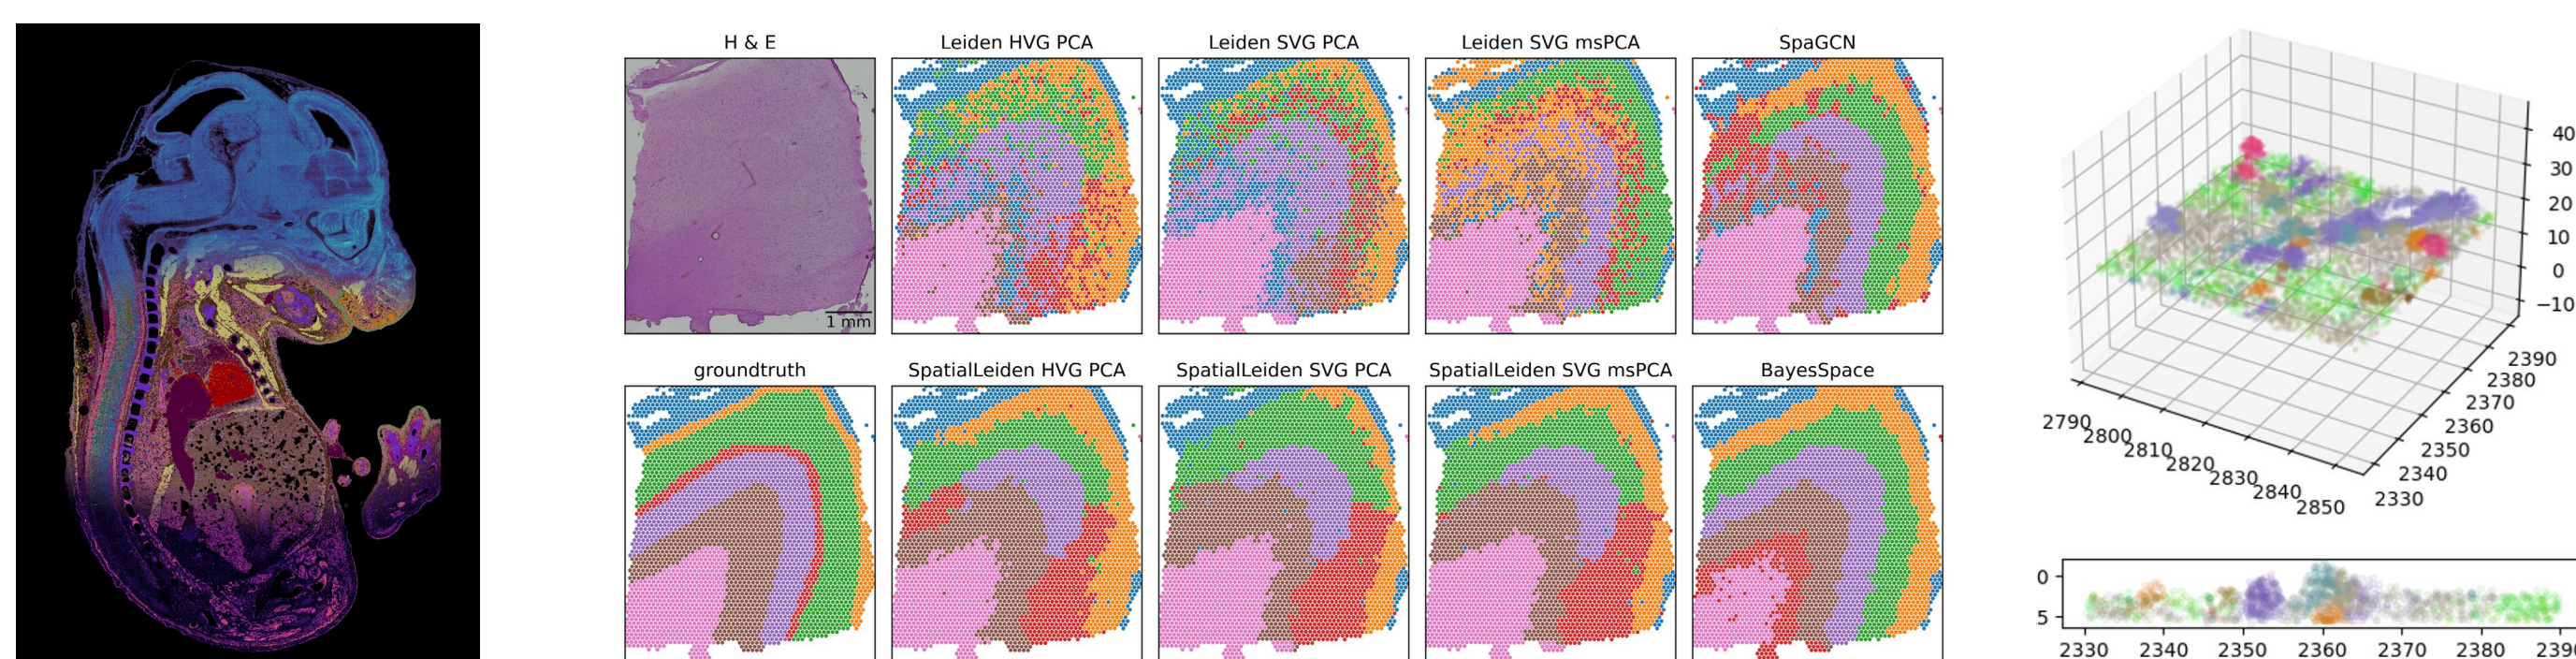 H & E
Leiden HVG PCA
Leiden SVG PCA
Leiden SVG msPCA
SpaGCN
1 mm
groundtruth
SpatialLeiden HVG PCA
SpatialLeiden SVG PCA
SpatialLeiden SVG msPCA
BayesSpace
40
30
20
10
0
−10
2390
2380
2370
2360
2350
2340
2330
2790
2800
2810
2820
2830
2840
2850
0
5
2330 2340 2350 2360 2370 2380